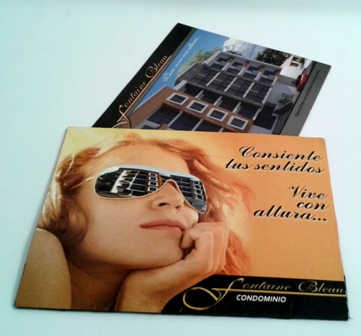 Fontaine Bleau
Consiente
tus sentidos
Vive
con
altura...
Fontaine Bleau
CONDOMINIO